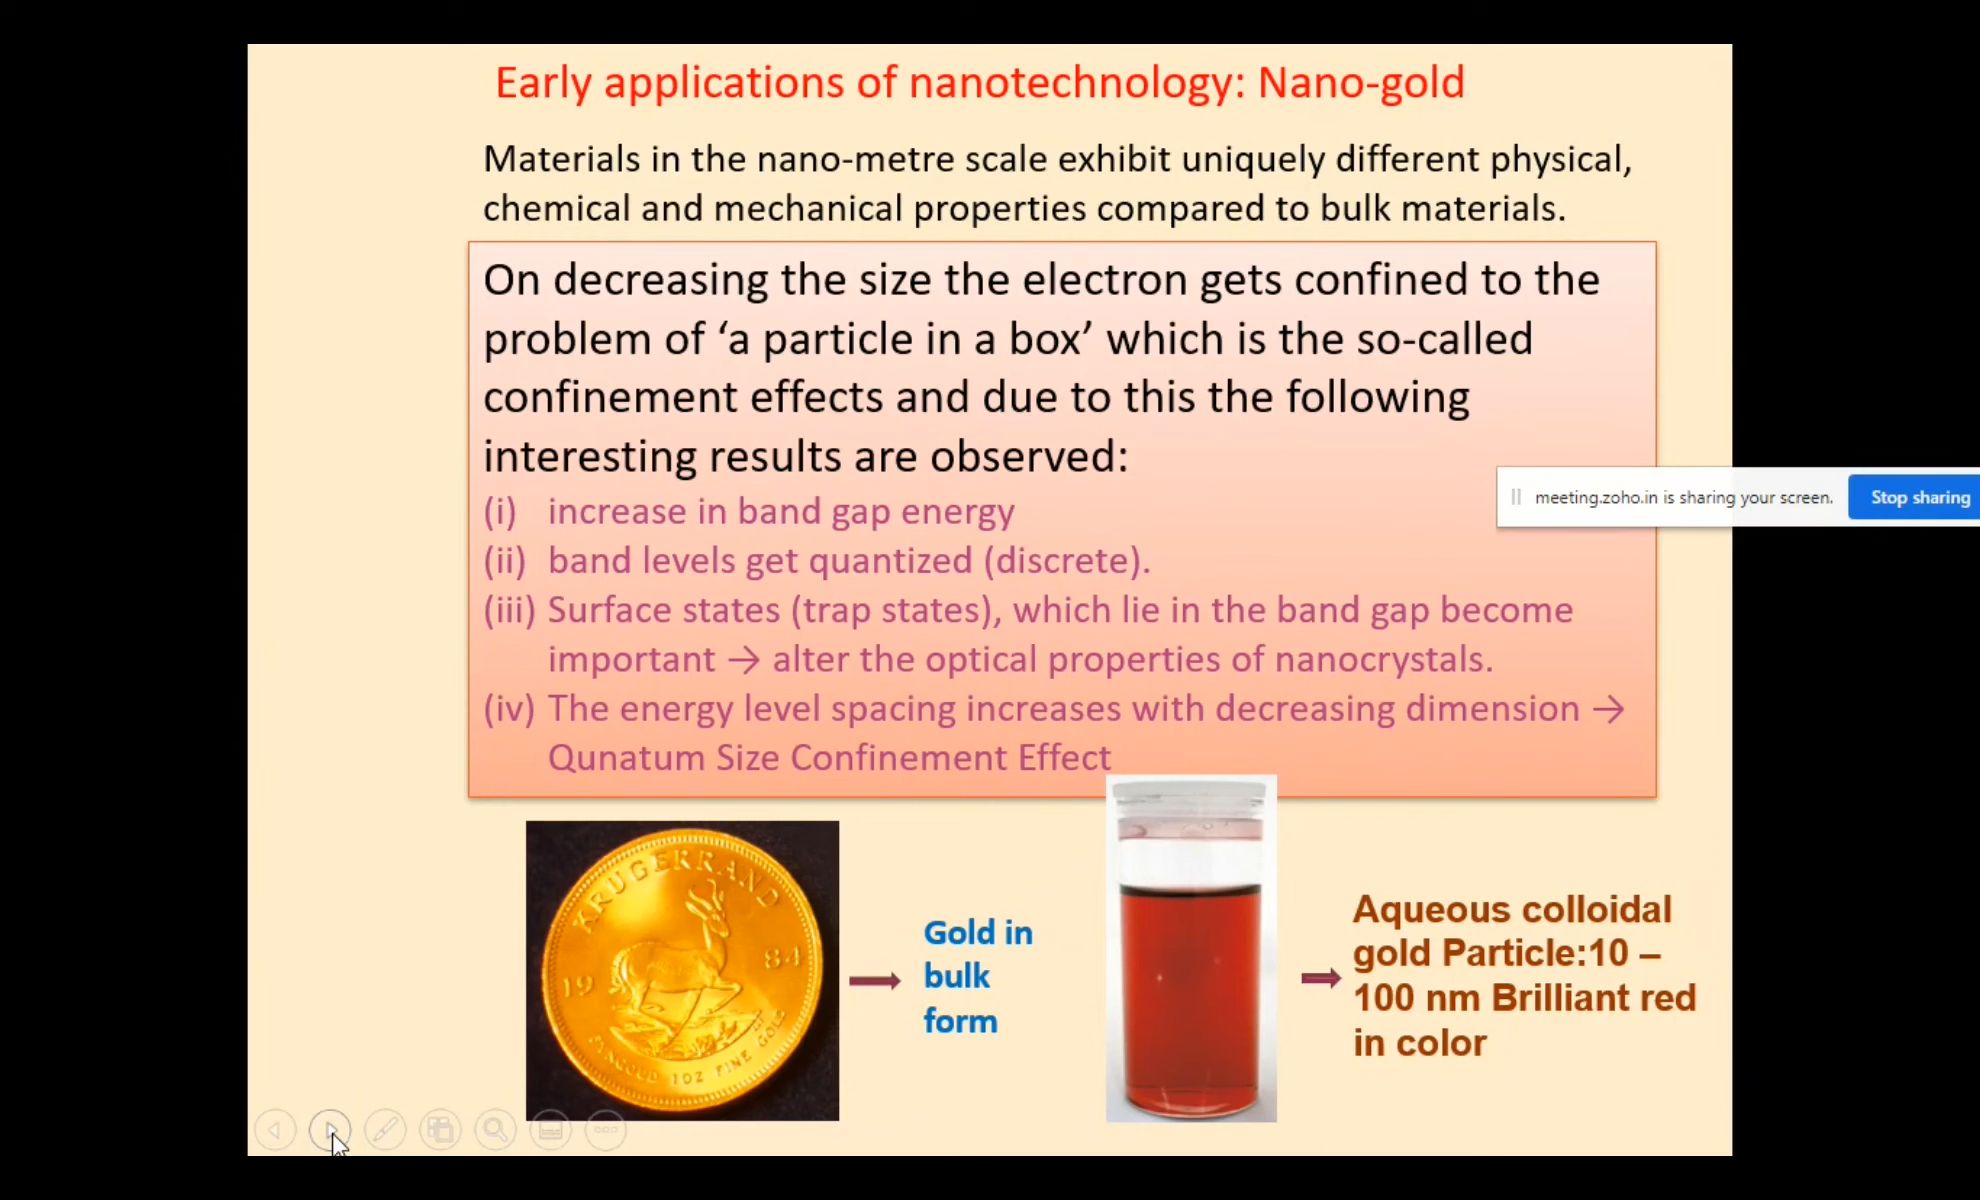 Early applications of nanotechnology: Nano-gold
Materials in the nano-metre scale exhibit uniquely different physical,
chemical and mechanical properties compared to bulk materials.
On decreasing the size the electron gets confined to the
problem of ‘a particle in a box’ which is the so-called
confinement effects and due to this the following
interesting results are observed:
(i) increase in band gap energy
(ii) band levels get quantized (discrete).
(iii) Surface states (trap states), which lie in the band gap become
important → alter the optical properties of nanocrystals.
(iv) The energy level spacing increases with decreasing dimension →
Qunatum Size Confinement Effect
meeting.zoho.in is sharing your screen.
Stop sharing
KRUGERRAND
19 84
FYNGOUD 1 OZ FINE GOLD
Gold in
bulk
form
Aqueous colloidal
gold Particle:10 –
100 nm Brilliant red
in color